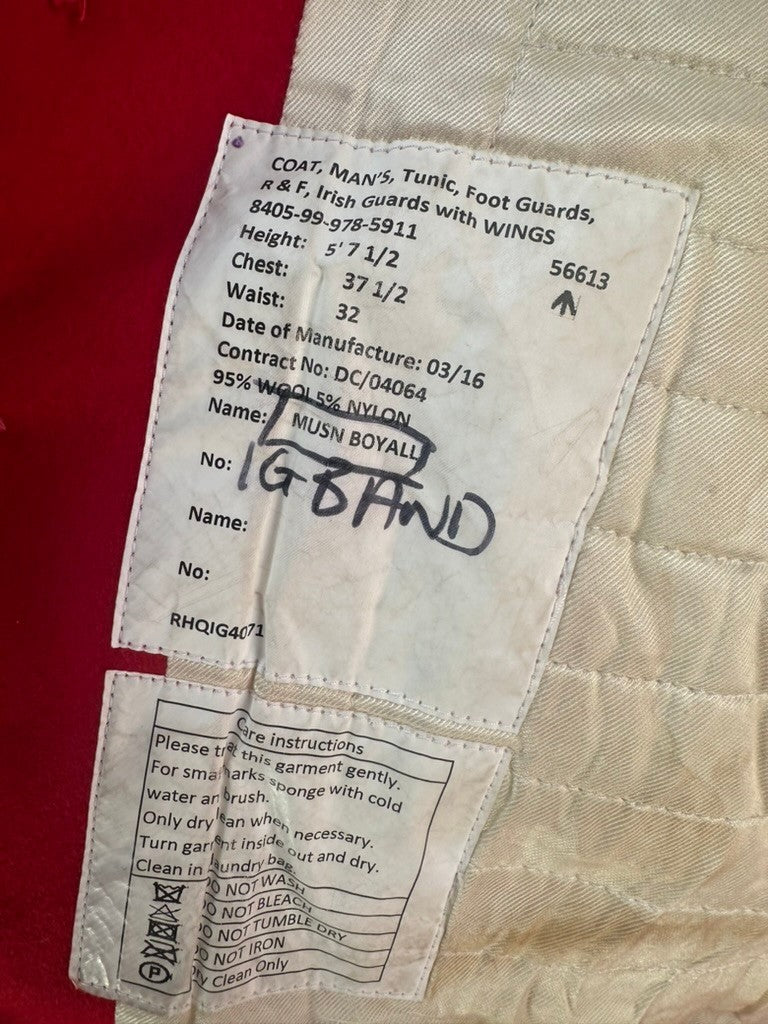 COAT, MAN'S, Tunic, Foot Guards,
R & F, Irish Guards with WINGS
8405-99-978-5911
56613
Height: 5' 7 1/2
Chest: 37 1/2
Waist: 32
Date of Manufacture: 03/16
Contract No: DC/04064
95% WOOL 5% NYLON
Name: MUSN BOYALL
No: IG BAND
Name:
No:
RHQIG4071
Care instructions
Please treat this garment gently.
For small marks sponge with cold
water and brush.
Only dry clean when necessary.
Turn garment inside out and dry.
Clean in laundry bag.
DO NOT WASH
DO NOT BLEACH
DO NOT TUMBLE DRY
DO NOT IRON
P Dry Clean Only